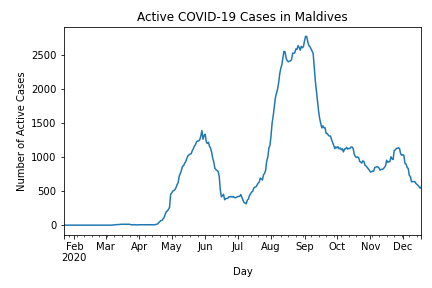 Active COVID-19 Cases in Maldives
Number of Active Cases
2500
2000
1500
1000
500
0
Feb Mar Apr May Jun Jul Aug Sep Oct Nov Dec
2020
Day